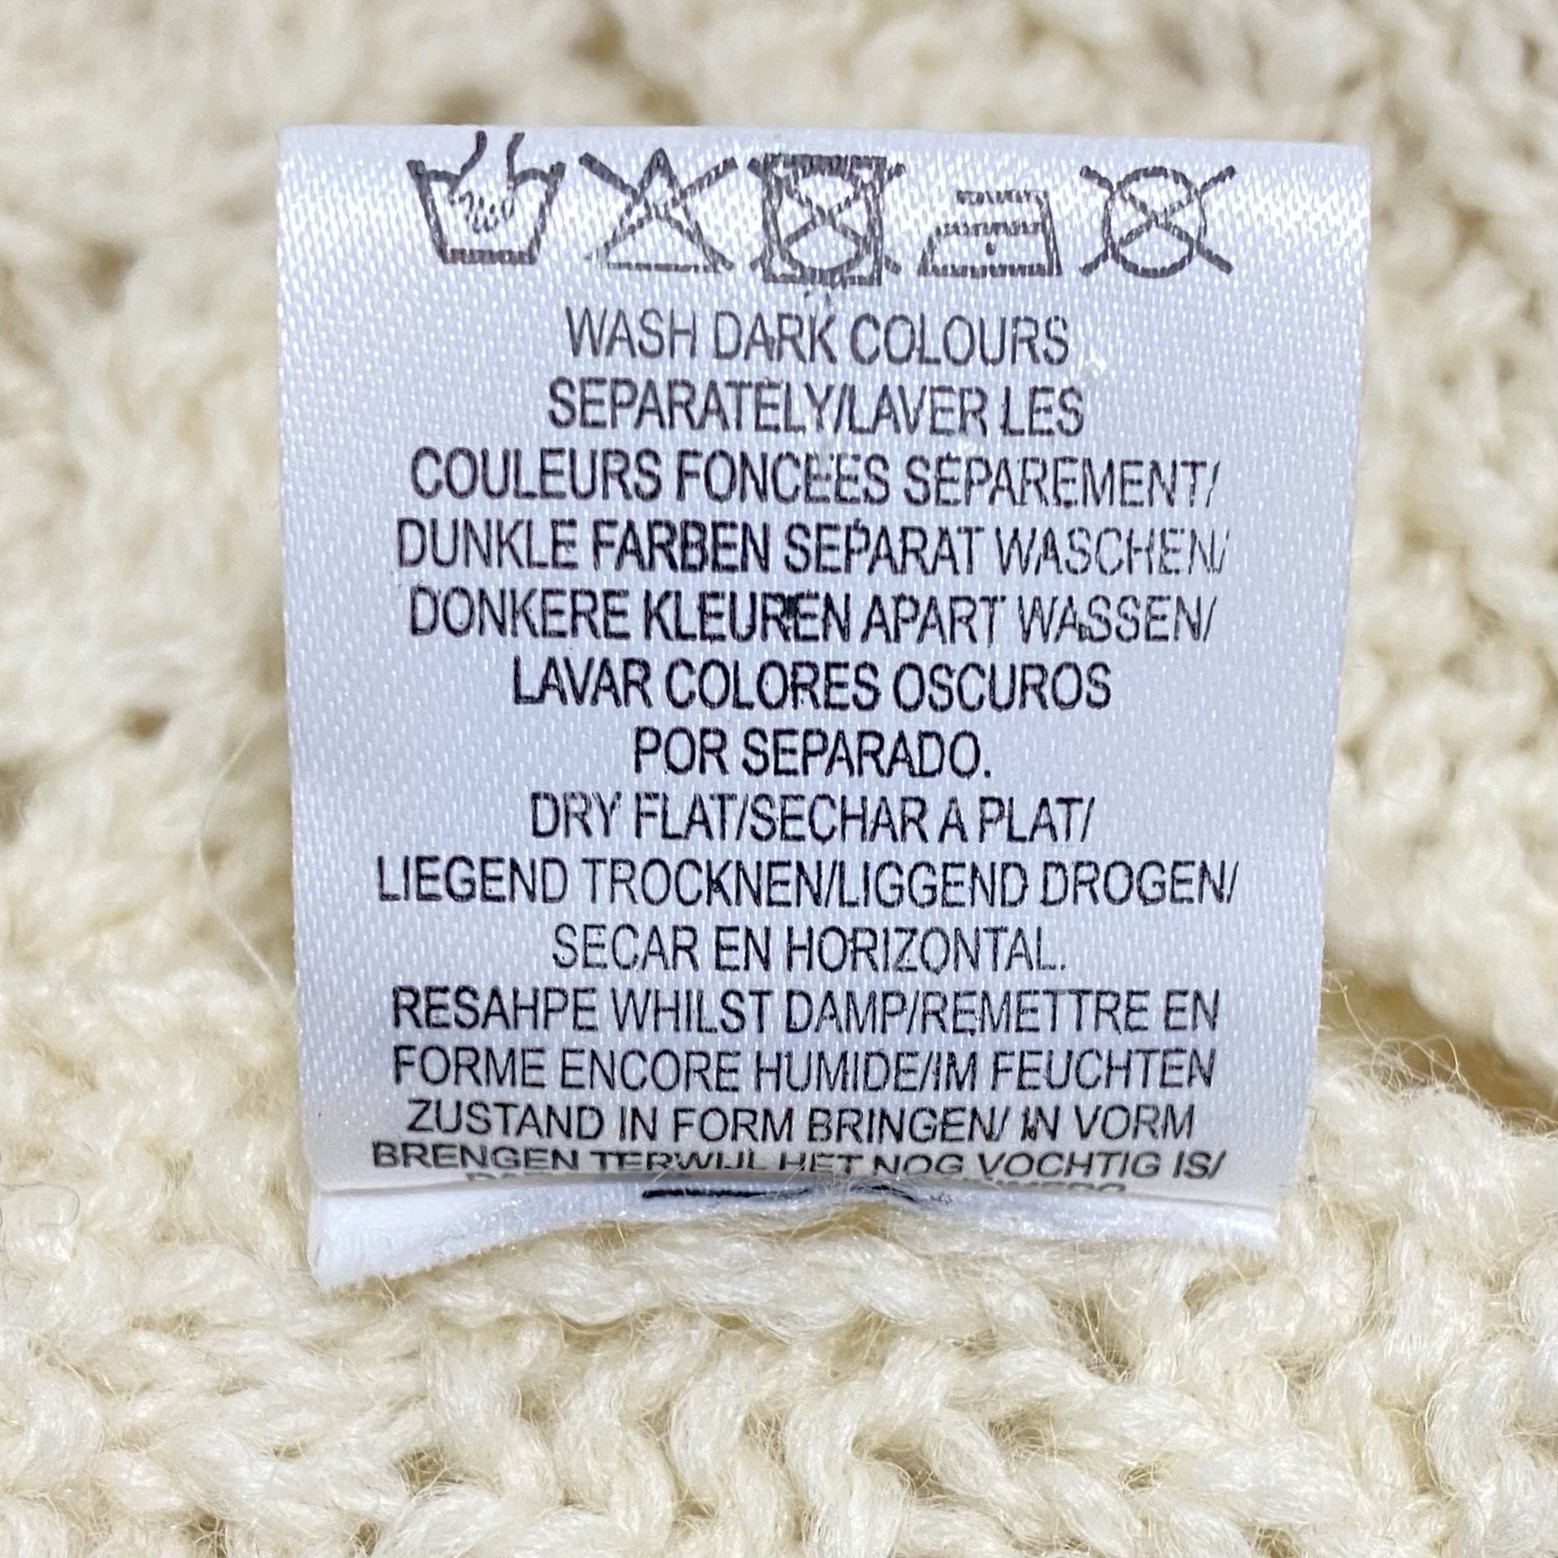 WASH DARK COLOURS
SEPARATELY/LAVER LES
COULEURS FONCEES SEPAREMENT/
DUNKLE FARBEN SEPARAT WASCHEN/
DONKERE KLEUREN APART WASSEN/
LAVAR COLORES OSCUROS
POR SEPARADO.
DRY FLAT/SECHAR A PLAT/
LIEGEND TROCKNEN/LIGGEND DROGEN/
SECAR EN HORIZONTAL.
RESAHPE WHILST DAMP/REMETTRE EN
FORME ENCORE HUMIDE/IM FEUCHTEN
ZUSTAND IN FORM BRINGEN/ IN VORM
BRENGEN TERWIJL HET NOG VOCHTIG IS/